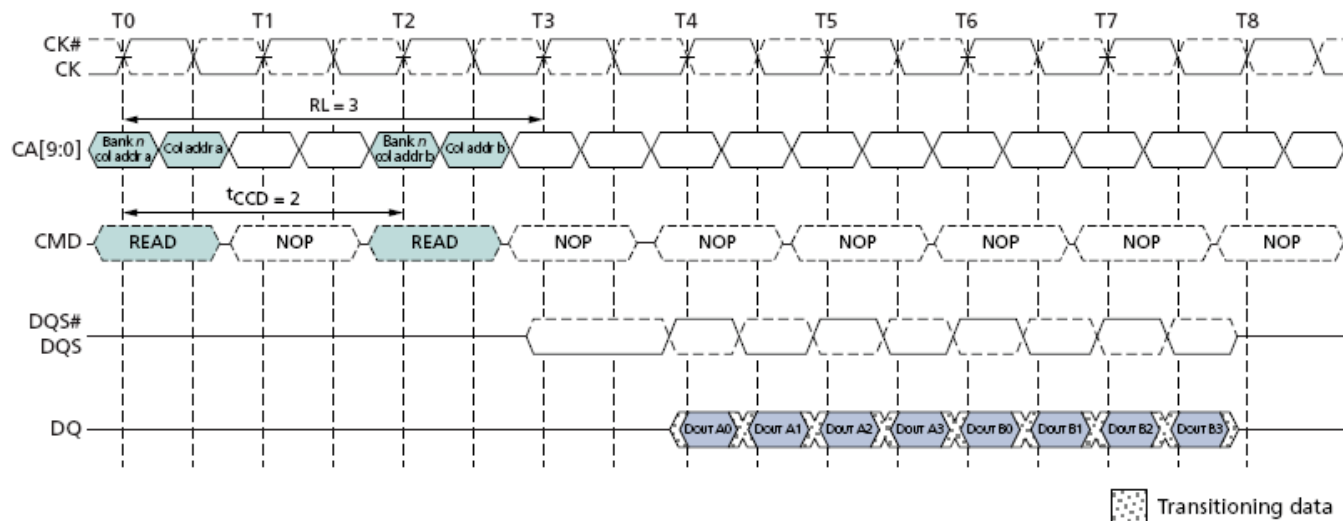 T0 T1 T2 T3 T4 T5 T6 T7 T8
CK#
CK
RL = 3
CA[9:0] Bank n col addr a Col addr a Bank n col addr b Col addr b
tCCD = 2
CMD READ NOP READ NOP NOP NOP NOP NOP NOP
DQS#
DQS
DQ DOUT A0 DOUT A1 DOUT A2 DOUT A3 DOUT B0 DOUT B1 DOUT B2 DOUT B3
Transitioning data